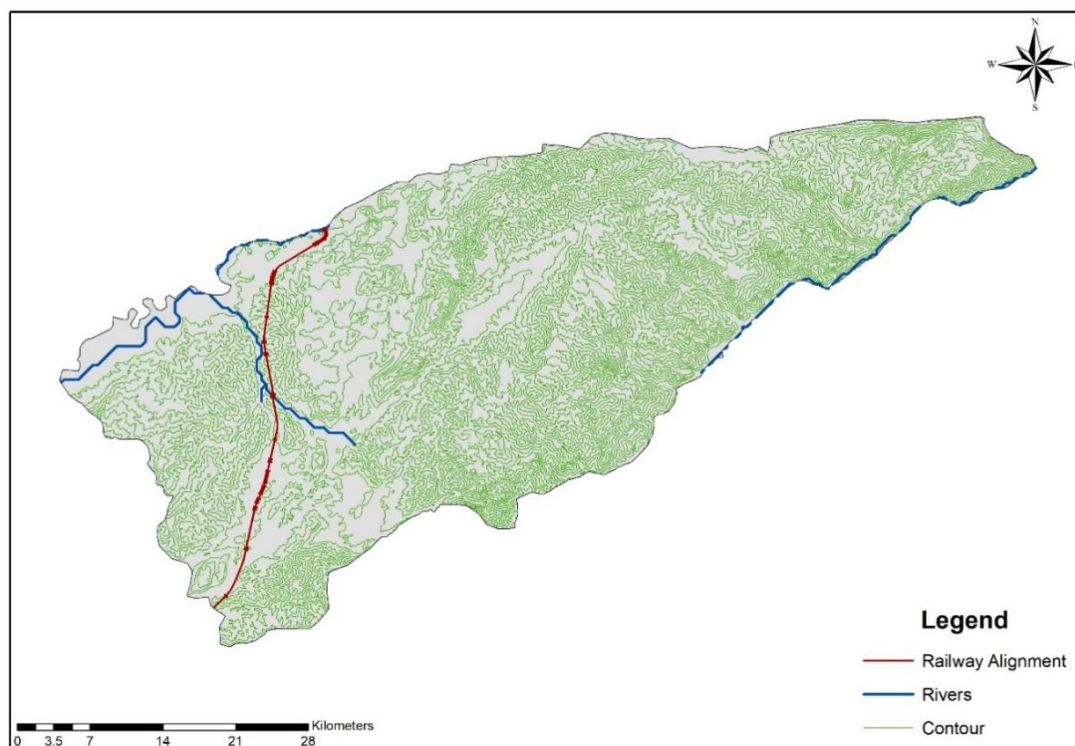 N
W
S
Legend
Railway Alignment
Rivers
Contour
Kilometers
0 3.5 7 14 21 28